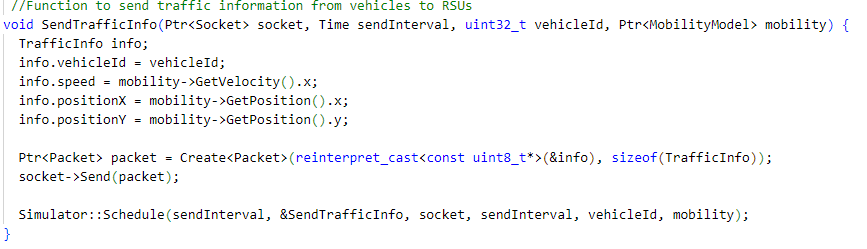 //Function to send traffic information from vehicles to RSUs
void SendTrafficInfo(Ptr<Socket> socket, Time sendInterval, uint32_t vehicleId, Ptr<MobilityModel> mobility) {
  TrafficInfo info;
  info.vehicleId = vehicleId;
  info.speed = mobility->GetVelocity().x;
  info.positionX = mobility->GetPosition().x;
  info.positionY = mobility->GetPosition().y;

  Ptr<Packet> packet = Create<Packet>(reinterpret_cast<const uint8_t*>(&info), sizeof(TrafficInfo));
  socket->Send(packet);

  Simulator::Schedule(sendInterval, &SendTrafficInfo, socket, sendInterval, vehicleId, mobility);
}